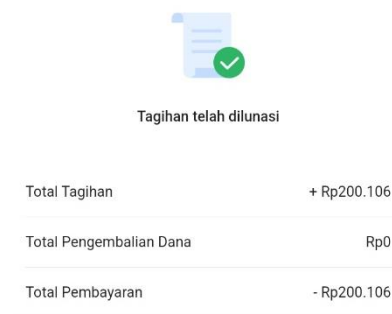 Tagihan telah dilunasi
Total Tagihan + Rp200.106
Total Pengembalian Dana Rp0
Total Pembayaran - Rp200.106